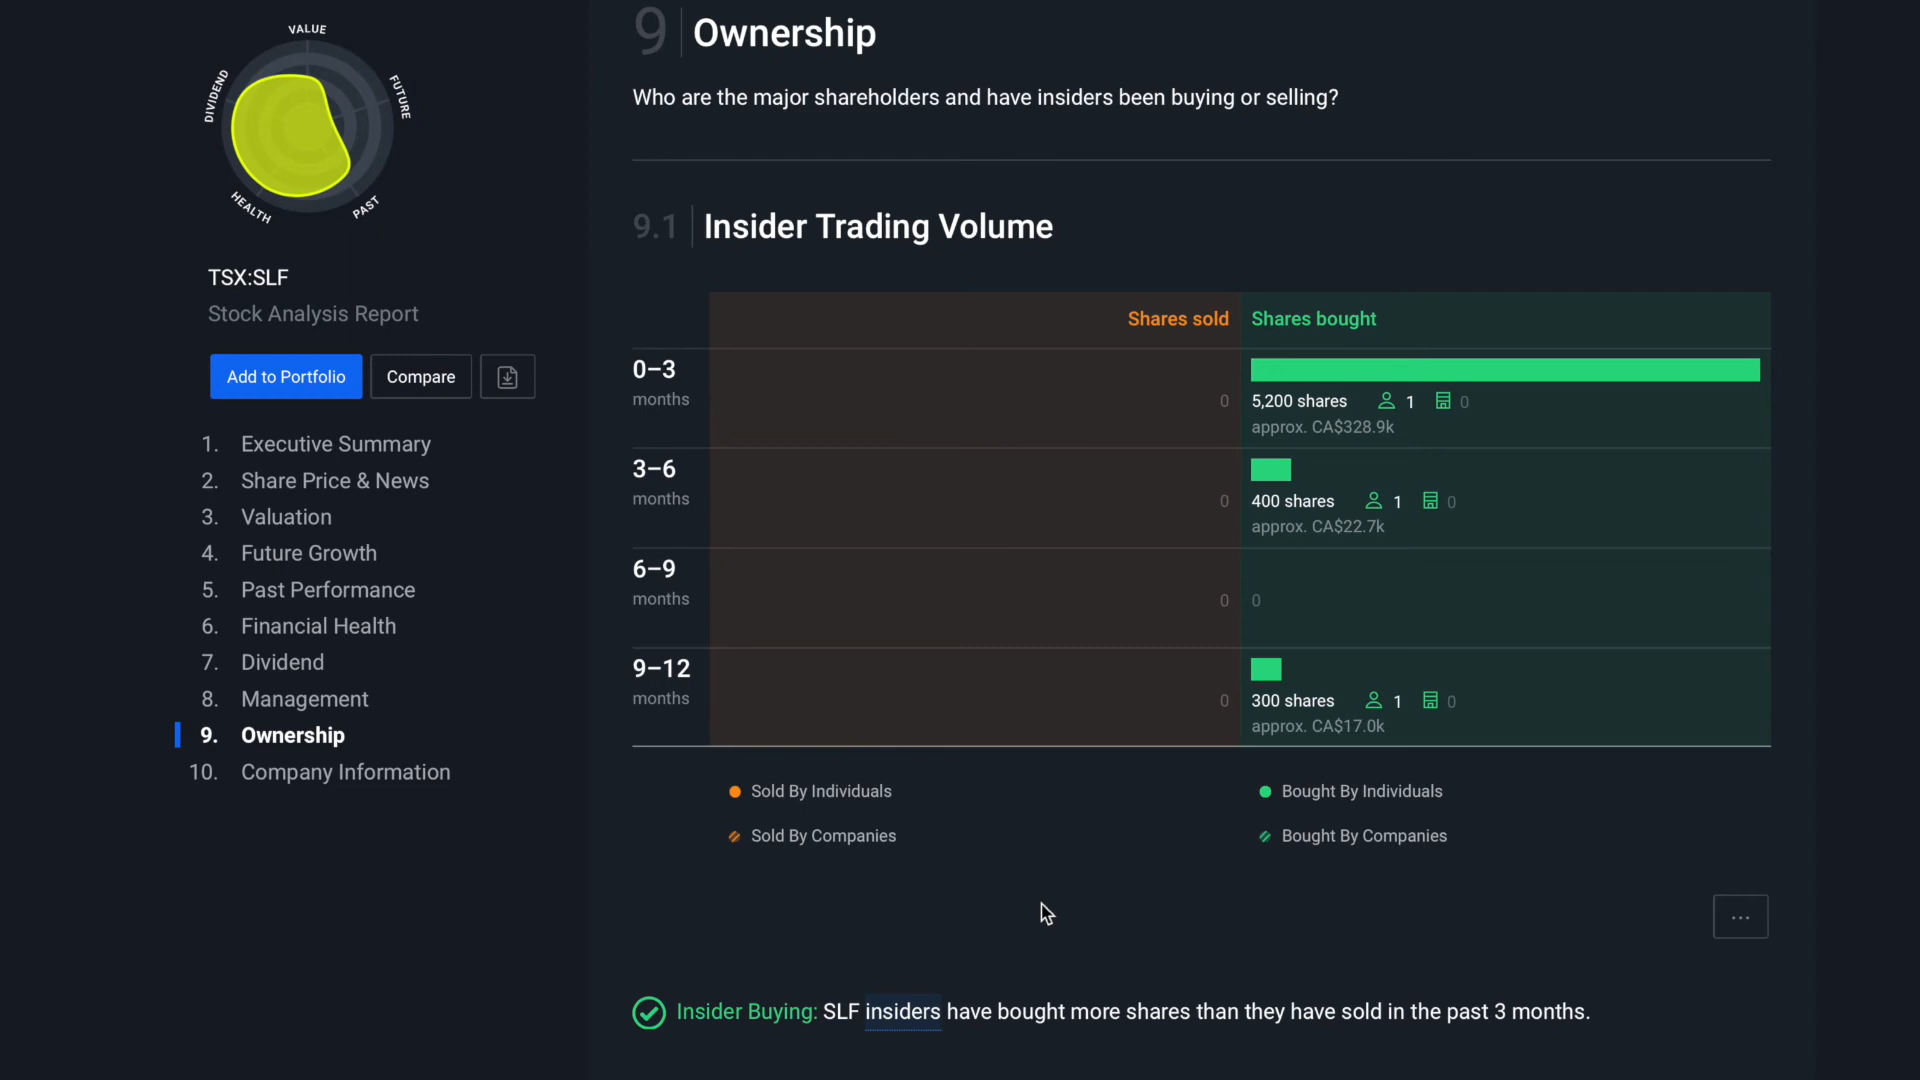 VALUE
FUTURE
PAST
HEALTH
DIVIDEND
TSX:SLF
Stock Analysis Report
Add to Portfolio
Compare
1. Executive Summary
2. Share Price & News
3. Valuation
4. Future Growth
5. Past Performance
6. Financial Health
7. Dividend
8. Management
9. Ownership
10. Company Information
9 Ownership
Who are the major shareholders and have insiders been buying or selling?
9.1 Insider Trading Volume
Shares sold Shares bought
0–3
months
0
5,200 shares 1 0
approx. CA$328.9k
3–6
months
0
400 shares 1 0
approx. CA$22.7k
6–9
months
0 0
9–12
months
0
300 shares 1 0
approx. CA$17.0k
Sold By Individuals
Sold By Companies
Bought By Individuals
Bought By Companies
...
Insider Buying: SLF insiders have bought more shares than they have sold in the past 3 months.